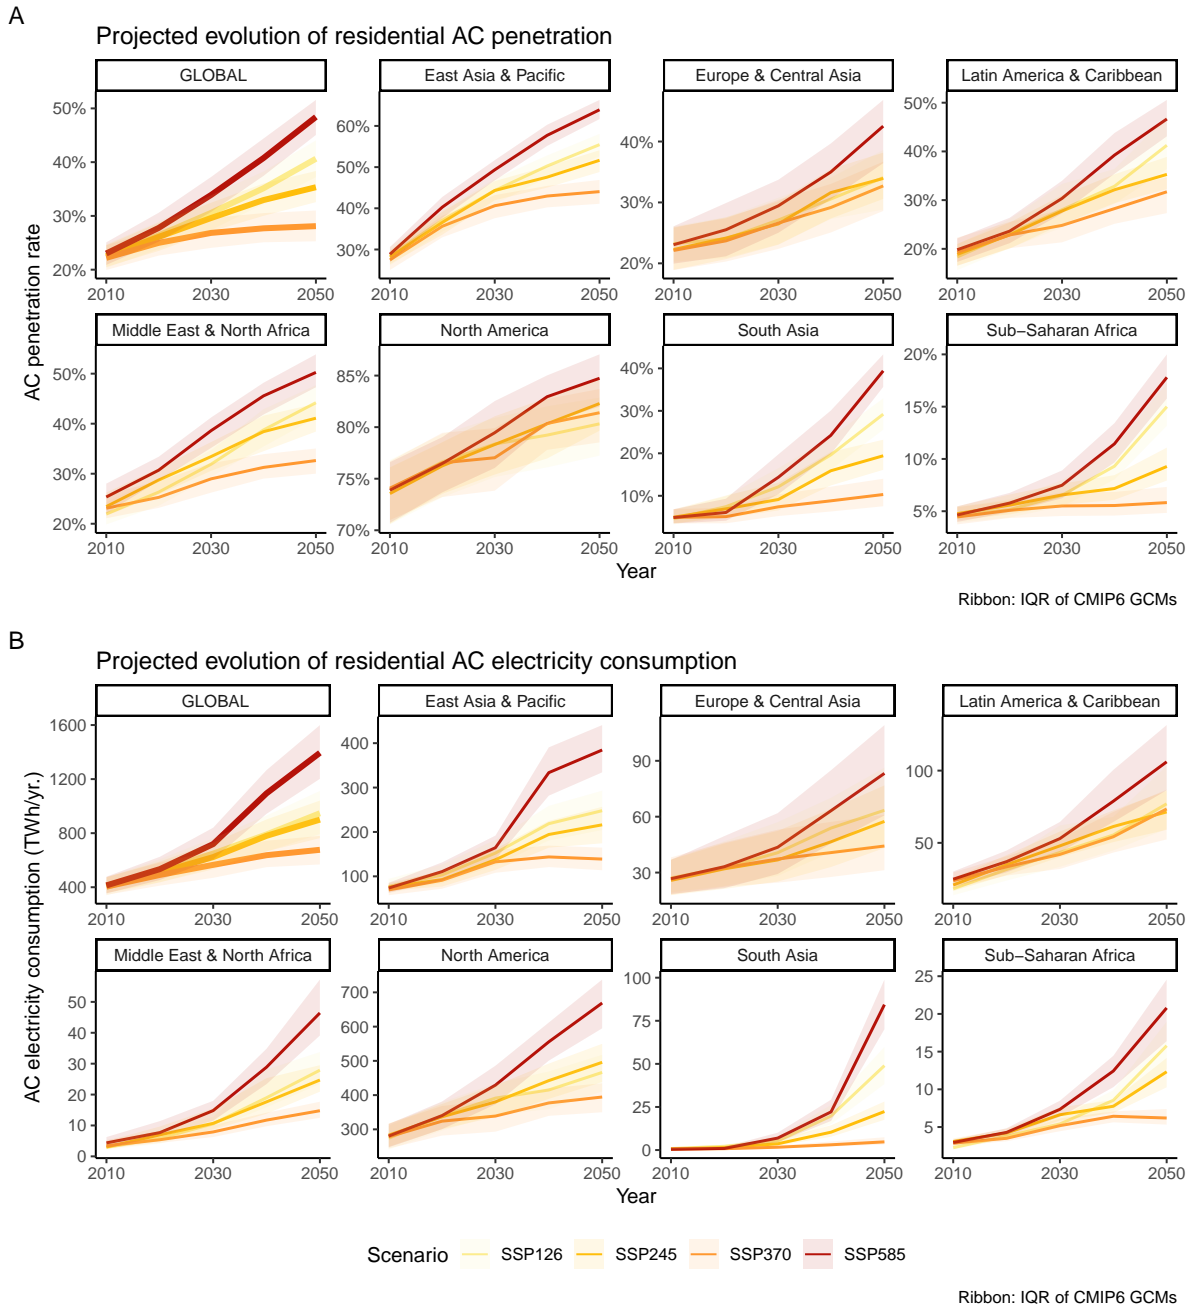 A
Projected evolution of residential AC penetration
GLOBAL
East Asia & Pacific
Europe & Central Asia
Latin America & Caribbean
50%
40%
30%
20%
60%
50%
40%
30%
40%
30%
20%
50%
40%
30%
20%
2010 2030 2050
2010 2030 2050
2010 2030 2050
2010 2030 2050
AC penetration rate
Middle East & North Africa
North America
South Asia
Sub−Saharan Africa
50%
40%
30%
20%
85%
80%
75%
70%
40%
30%
20%
10%
20%
15%
10%
5%
2010 2030 2050
2010 2030 2050
2010 2030 2050
2010 2030 2050
Year
Ribbon: IQR of CMIP6 GCMs
B
Projected evolution of residential AC electricity consumption
GLOBAL
East Asia & Pacific
Europe & Central Asia
Latin America & Caribbean
1600
1200
800
400
400
300
200
100
90
60
30
100
50
2010 2030 2050
2010 2030 2050
2010 2030 2050
2010 2030 2050
AC electricity consumption (TWh/yr.)
Middle East & North Africa
North America
South Asia
Sub−Saharan Africa
50
40
30
20
10
0
700
600
500
400
300
100
75
50
25
0
25
20
15
10
5
2010 2030 2050
2010 2030 2050
2010 2030 2050
2010 2030 2050
Year
Scenario SSP126 SSP245 SSP370 SSP585
Ribbon: IQR of CMIP6 GCMs